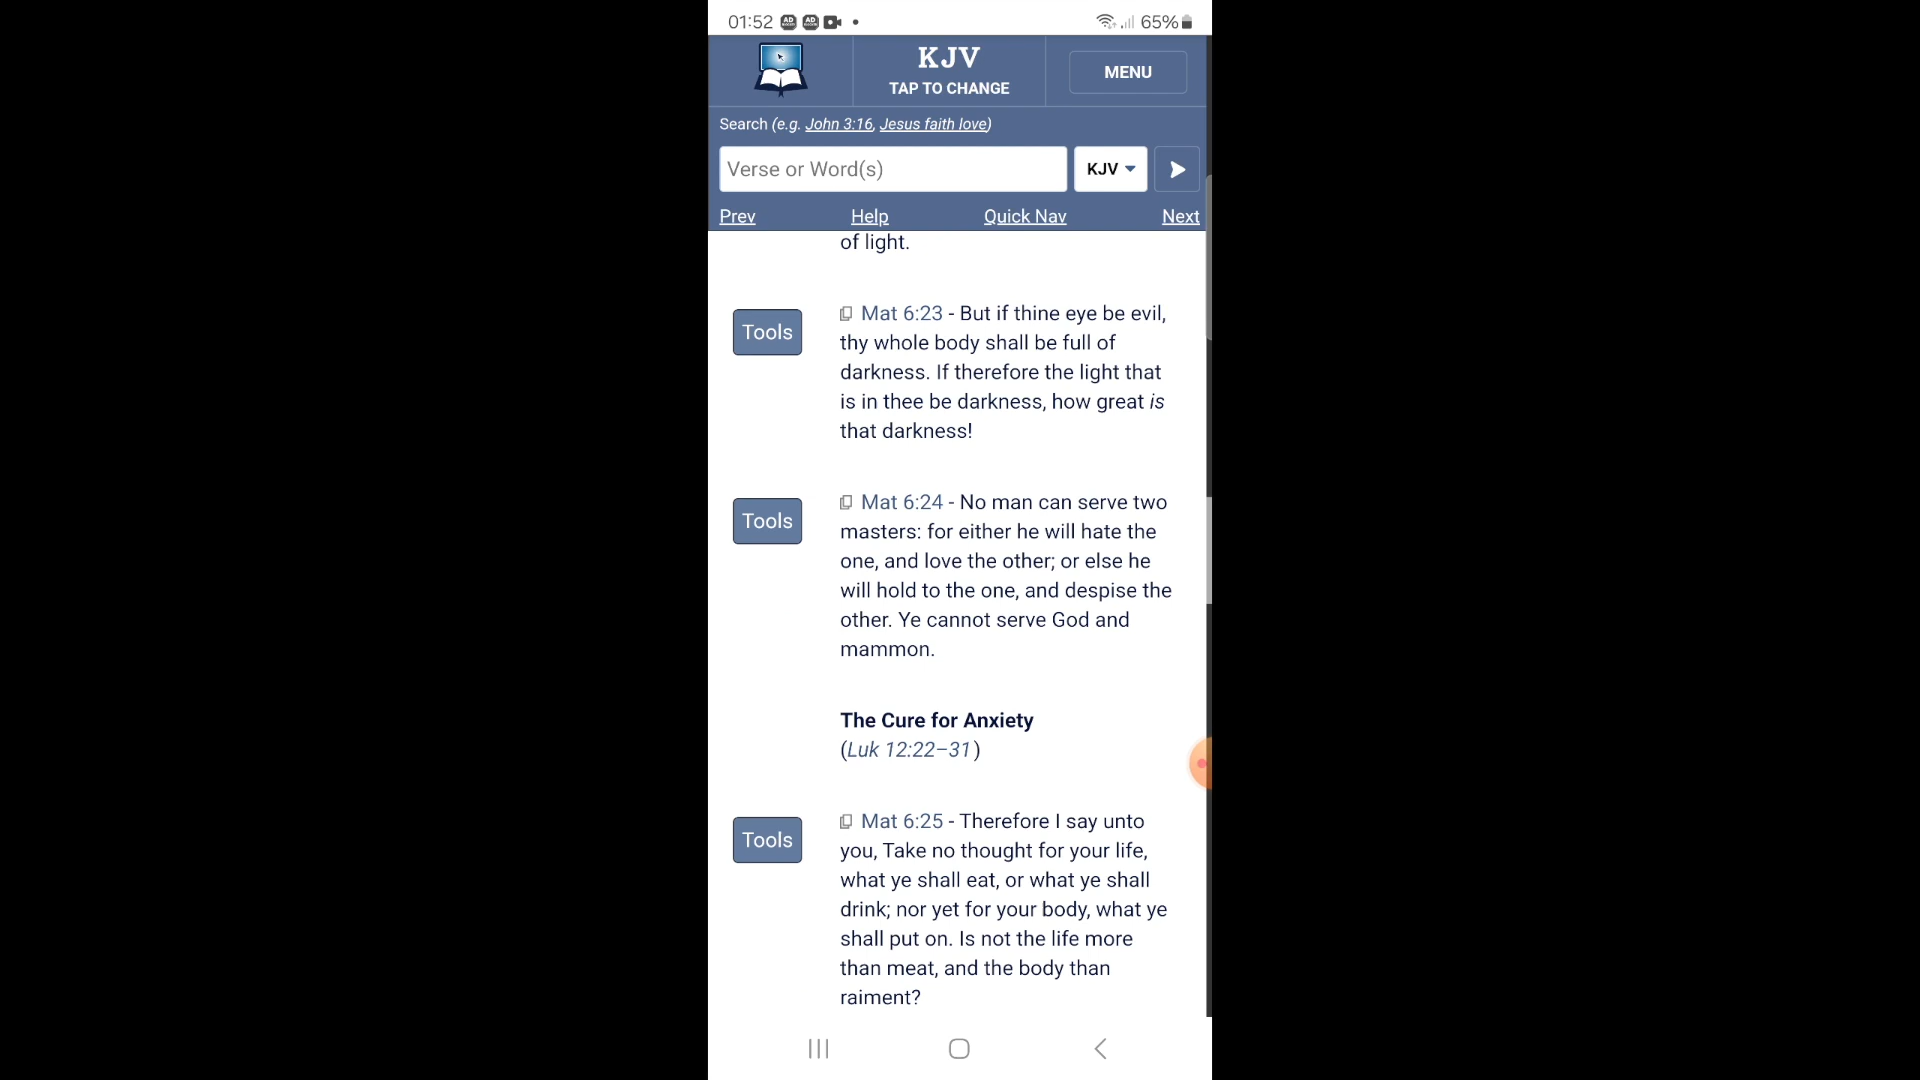 01:52 65%
KJV
TAP TO CHANGE
MENU
Search (e.g. John 3:16, Jesus faith love)
Verse or Word(s) KJV
Prev Help Quick Nav Next
of light.
Tools
Mat 6:23 - But if thine eye be evil,
thy whole body shall be full of
darkness. If therefore the light that
is in thee be darkness, how great is
that darkness!
Tools
Mat 6:24 - No man can serve two
masters: for either he will hate the
one, and love the other; or else he
will hold to the one, and despise the
other. Ye cannot serve God and
mammon.
The Cure for Anxiety
(Luk 12:22–31)
Tools
Mat 6:25 - Therefore I say unto
you, Take no thought for your life,
what ye shall eat, or what ye shall
drink; nor yet for your body, what ye
shall put on. Is not the life more
than meat, and the body than
raiment?